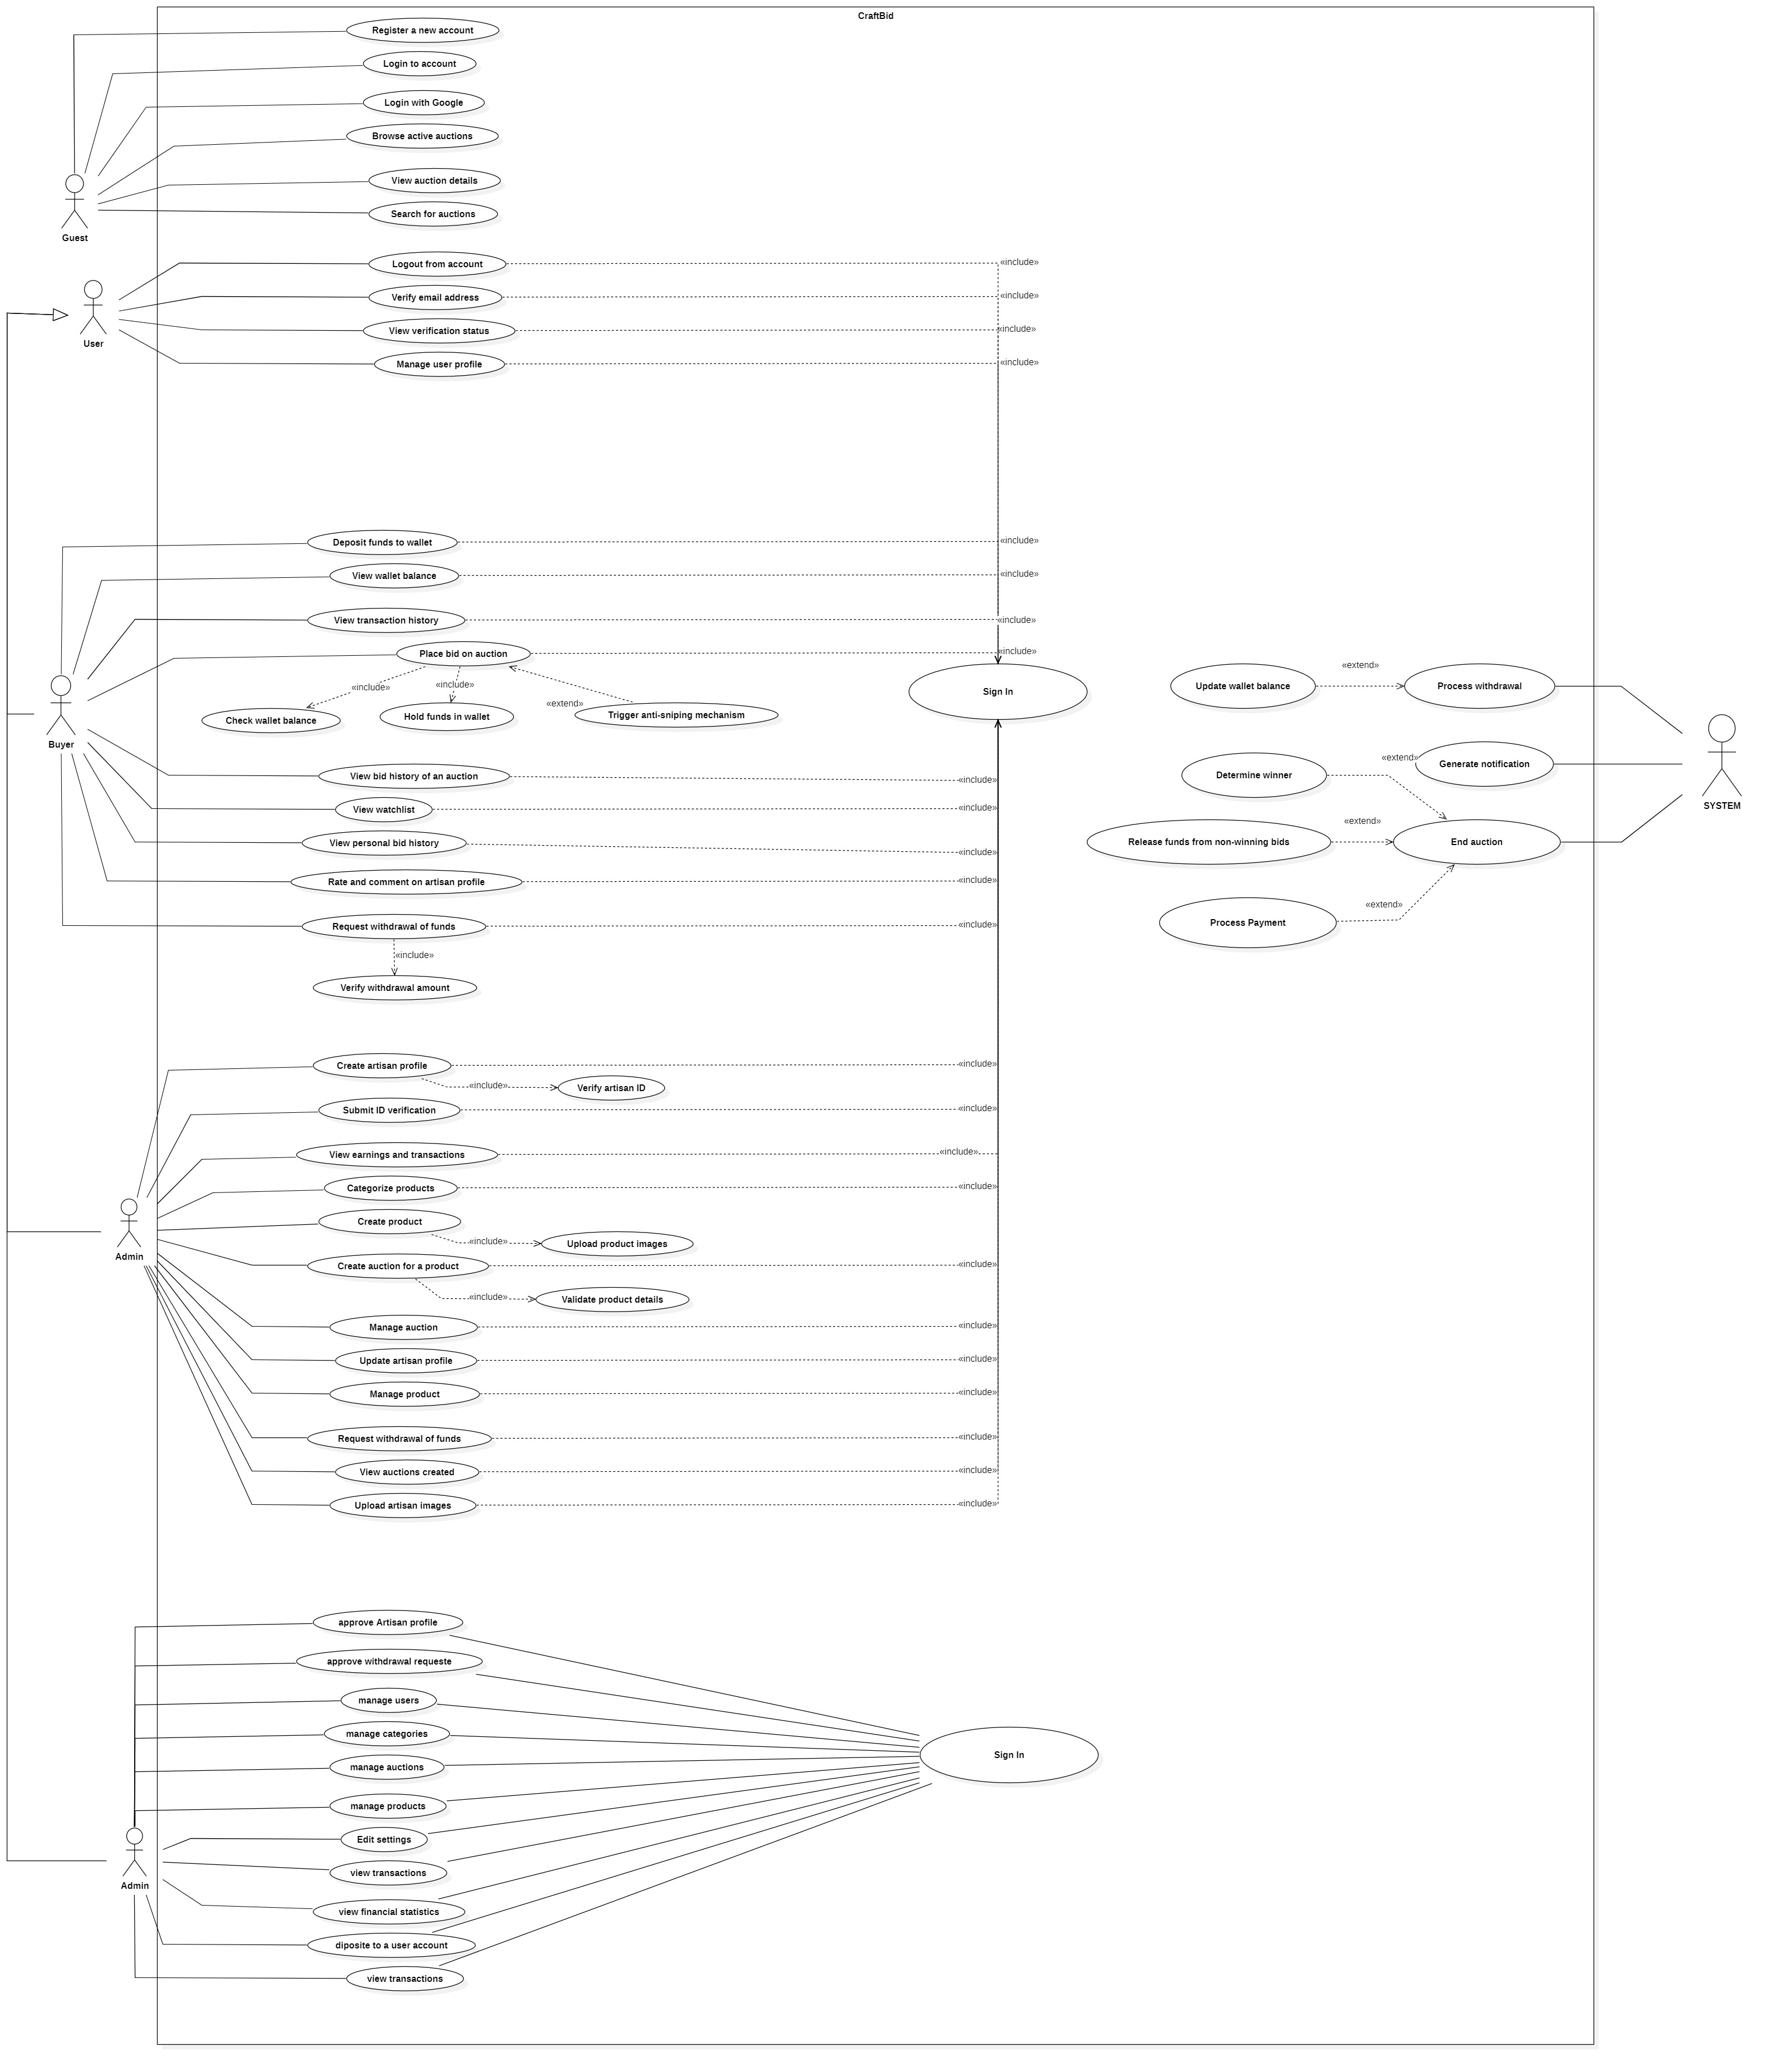 CraftBid
Register a new account
Login to account
Login with Google
Browse active auctions
View auction details
Search for auctions
Guest
Logout from account
«include»
Verify email address
«include»
View verification status
«include»
User
Manage user profile
«include»
Deposit funds to wallet
«include»
View wallet balance
«include»
View transaction history
«include»
Place bid on auction
«include»
«include»
«include»
«extend»
Check wallet balance
Hold funds in wallet
Trigger anti-sniping mechanism
Buyer
Sign In
Update wallet balance
«extend»
Process withdrawal
Determine winner
«extend»
Generate notification
SYSTEM
Release funds from non-winning bids
«extend»
End auction
Process Payment
«extend»
View bid history of an auction
«include»
View watchlist
«include»
View personal bid history
«include»
Rate and comment on artisan profile
«include»
Request withdrawal of funds
«include»
«include»
Verify withdrawal amount
Create artisan profile
«include»
«include»
Verify artisan ID
Submit ID verification
«include»
View earnings and transactions
«include»
Categorize products
«include»
Create product
«include»
Upload product images
Admin
Create auction for a product
«include»
«include»
Validate product details
Manage auction
«include»
Update artisan profile
«include»
Manage product
«include»
Request withdrawal of funds
«include»
View auctions created
«include»
Upload artisan images
«include»
approve Artisan profile
approve withdrawal requeste
manage users
manage categories
Sign In
manage auctions
manage products
Edit settings
view transactions
Admin
view financial statistics
diposite to a user account
view transactions